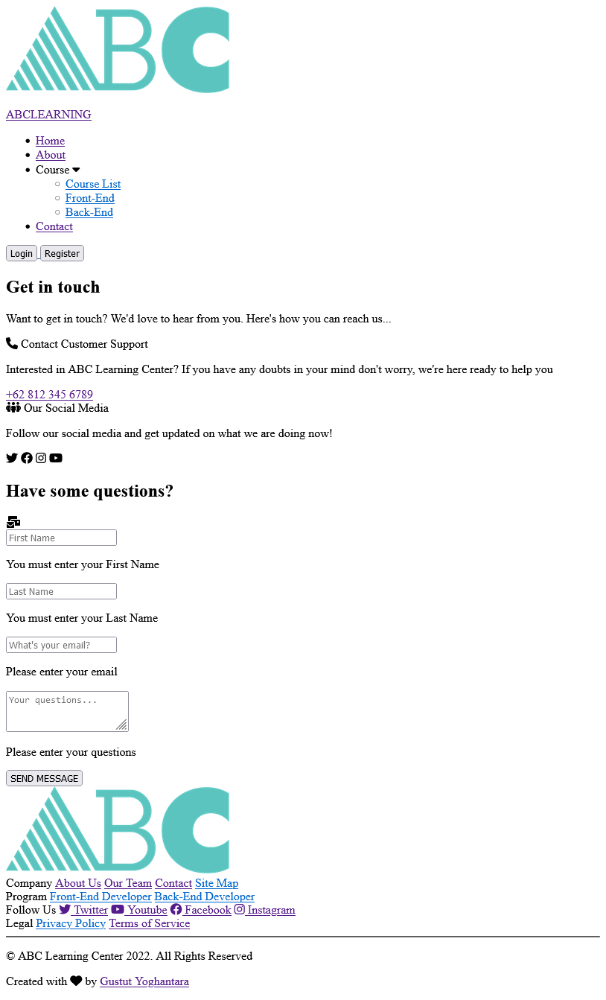 ABC
ABCLEARNING
Home
About
Course
Course List
Front-End
Back-End
Contact
Login Register
Get in touch
Want to get in touch? We'd love to hear from you. Here's how you can reach us...
Contact Customer Support
Interested in ABC Learning Center? If you have any doubts in your mind don't worry, we're here ready to help you
+62 812 345 6789
Our Social Media
Follow our social media and get updated on what we are doing now!
Have some questions?
First Name
You must enter your First Name
Last Name
You must enter your Last Name
What's your email?
Please enter your email
Your questions...
Please enter your questions
SEND MESSAGE
ABC
Company About Us Our Team Contact Site Map
Program Front-End Developer Back-End Developer
Follow Us Twitter Youtube Facebook Instagram
Legal Privacy Policy Terms of Service
© ABC Learning Center 2022. All Rights Reserved
Created with by Gustut Yoghantara